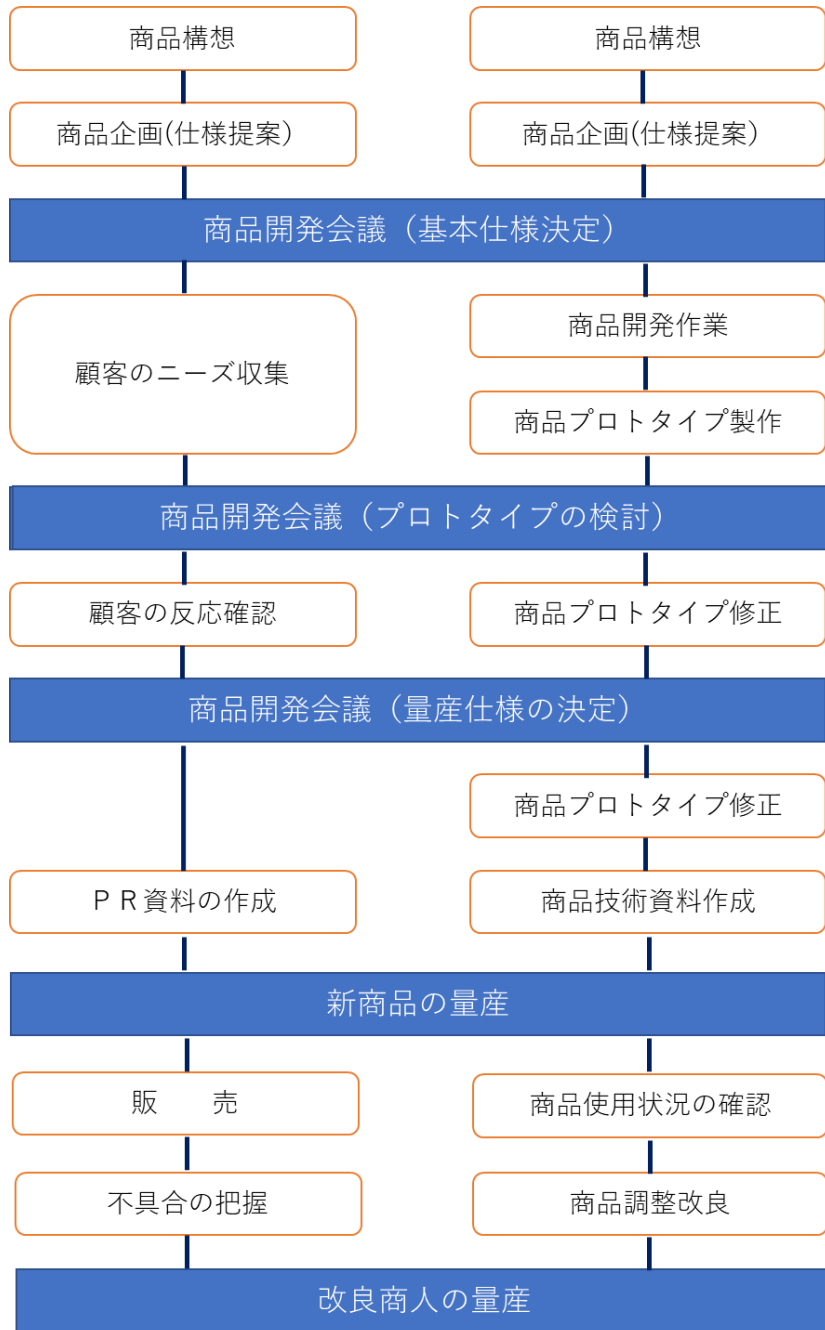 商品構想
商品構想
商品企画(仕様提案)
商品企画(仕様提案)
商品開発会議（基本仕様決定）
顧客のニーズ収集
商品開発作業
商品プロトタイプ製作
商品開発会議（プロトタイプの検討）
顧客の反応確認
商品プロトタイプ修正
商品開発会議（量産仕様の決定）
商品プロトタイプ修正
ＰＲ資料の作成
商品技術資料作成
新商品の量産
販　　売
商品使用状況の確認
不具合の把握
商品調整改良
改良商人の量産